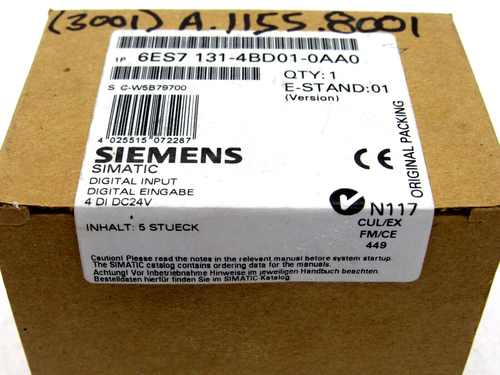 (3001) A.1155.8001
1P 6ES7 131-4BD01-0AA0
QTY: 1
S C-W5B79700
E-STAND:01
(Version)
4 025515 072287
SIEMENS
SIMATIC
DIGITAL INPUT
DIGITAL EINGABE
4 DI DC24V
CE
ORIGINAL PACKING
N117
INHALT: 5 STUECK
CUL/EX
FM/CE
449
Caution! Please read the notes in the relevant manual before system startup.
The SIMATIC catalog contains ordering data for the manuals.
Achtung! Vor Inbetriebnahme Hinweise im jeweiligen Handbuch beachten.
Bestelldaten hierfür finden Sie im SIMATIC-Katalog.